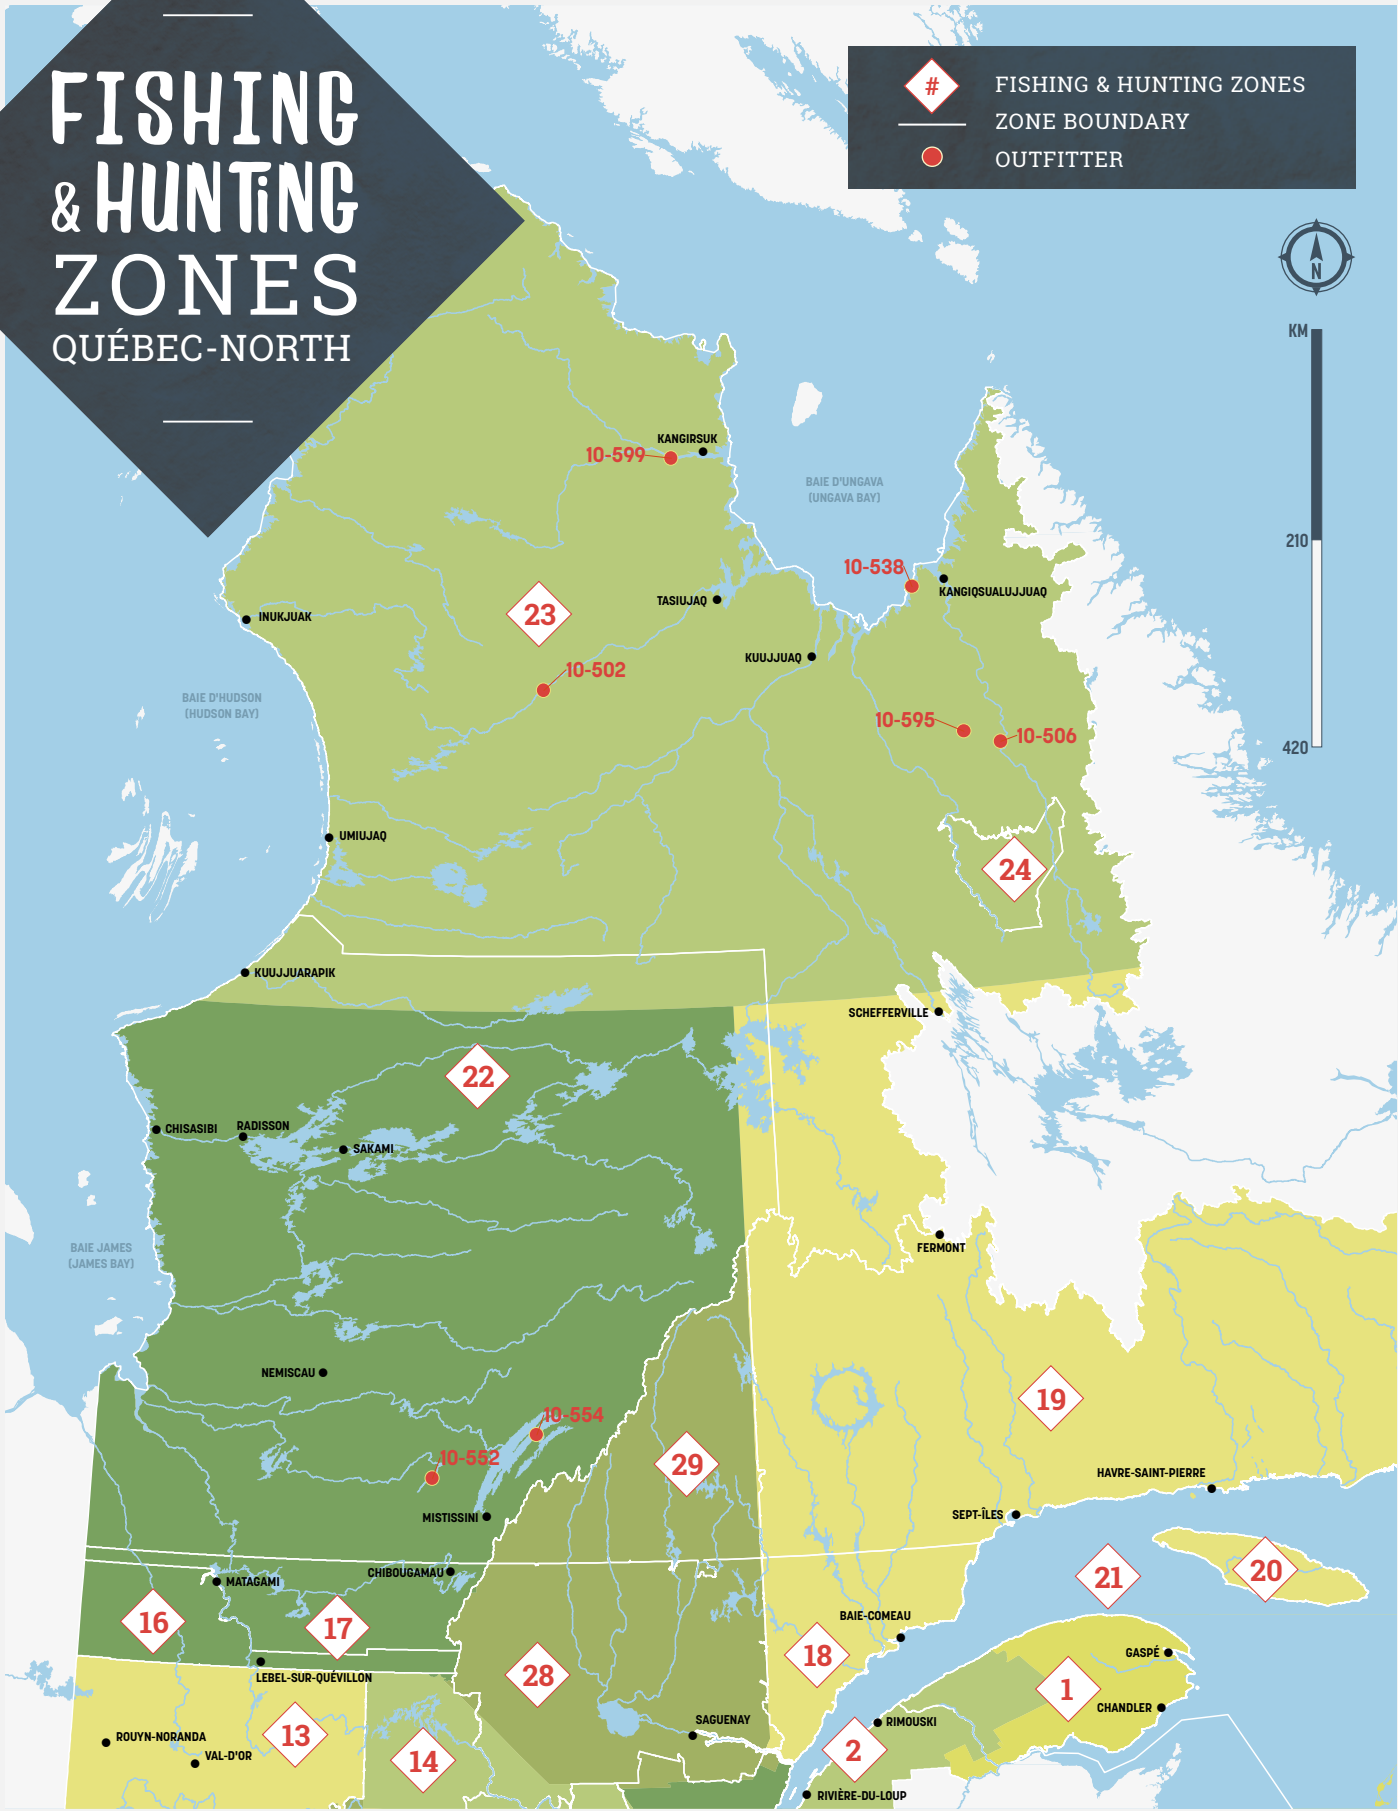 FISHING
& HUNTiNG
ZONES
QUÉBEC-NORTH
#
FISHING & HUNTING ZONES
ZONE BOUNDARY
OUTFITTER
N
KM
210
420
KANGIRSUK
10-599
BAIE D'UNGAVA
(UNGAVA BAY)
10-538
KANGIQSUALUJJUAQ
TASIUJAQ
23
INUKJUAK
KUUJJUAQ
10-502
BAIE D'HUDSON
(HUDSON BAY)
10-595
10-506
UMIUJAQ
24
KUUJJUARAPIK
SCHEFFERVILLE
22
CHISASIBI
RADISSON
SAKAMI
BAIE JAMES
(JAMES BAY)
FERMONT
NEMISCAU
19
10-554
10-552
29
HAVRE-SAINT-PIERRE
MISTISSINI
SEPT-ÎLES
CHIBOUGAMAU
MATAGAMI
21
20
16
17
BAIE-COMEAU
18
GASPÉ
LEBEL-SUR-QUÉVILLON
28
1
CHANDLER
13
ROUYN-NORANDA
VAL-D'OR
14
SAGUENAY
RIMOUSKI
2
RIVIÈRE-DU-LOUP